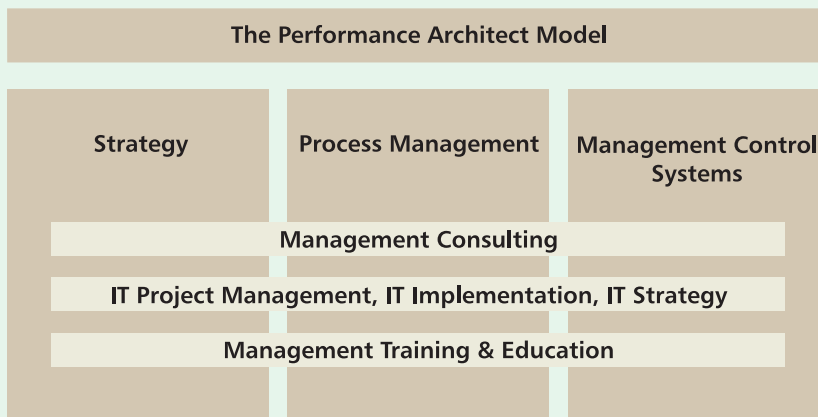 The Performance Architect Model
Strategy
Process Management
Management Control
Systems
Management Consulting
IT Project Management, IT Implementation, IT Strategy
Management Training & Education